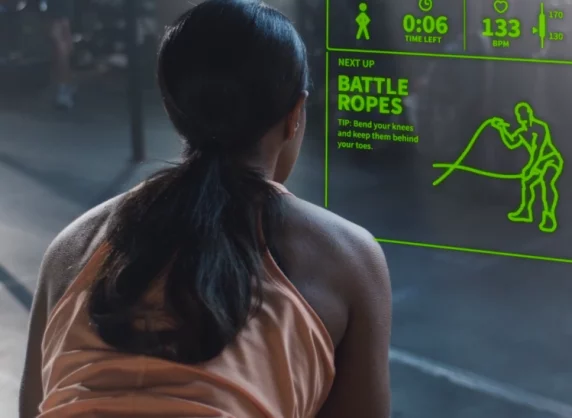 0:06
TIME LEFT
133
BPM
170
130
NEXT UP
BATTLE
ROPES
TIP: Bend your knees
and keep them behind
your toes.